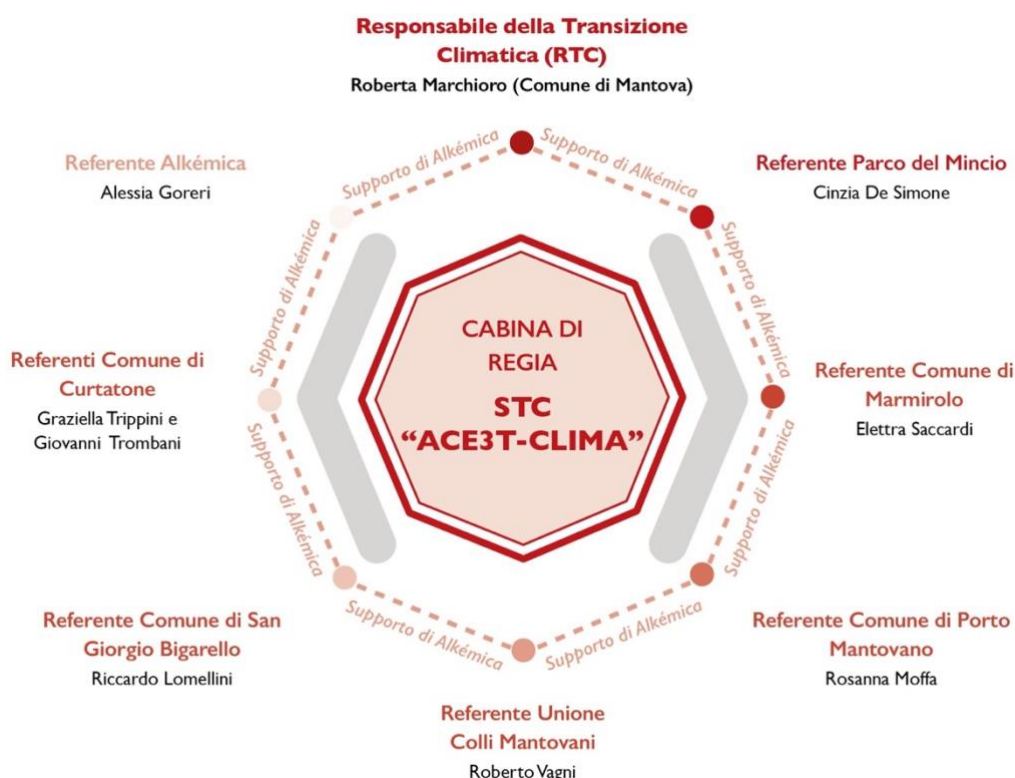 Responsabile della Transizione
Climatica (RTC)
Roberta Marchioro (Comune di Mantova)
Supporto di Alkémica
Supporto di Alkémica
Referente Alkémica
Alessia Goreri
Referente Parco del Mincio
Cinzia De Simone
Supporto di Alkémica
Supporto di Alkémica
CABINA DI
REGIA
STC
“ACE3T-CLIMA”
Referenti Comune di
Curtatone
Graziella Trippini e
Giovanni Trombani
Referente Comune di
Marmirolo
Elettra Saccardi
Supporto di Alkémica
Supporto di Alkémica
Referente Comune di San
Giorgio Bigarello
Riccardo Lomellini
Supporto di Alkémica
Supporto di Alkémica
Referente Comune di Porto
Mantovano
Rosanna Moffa
Referente Unione
Colli Mantovani
Roberto Vagni